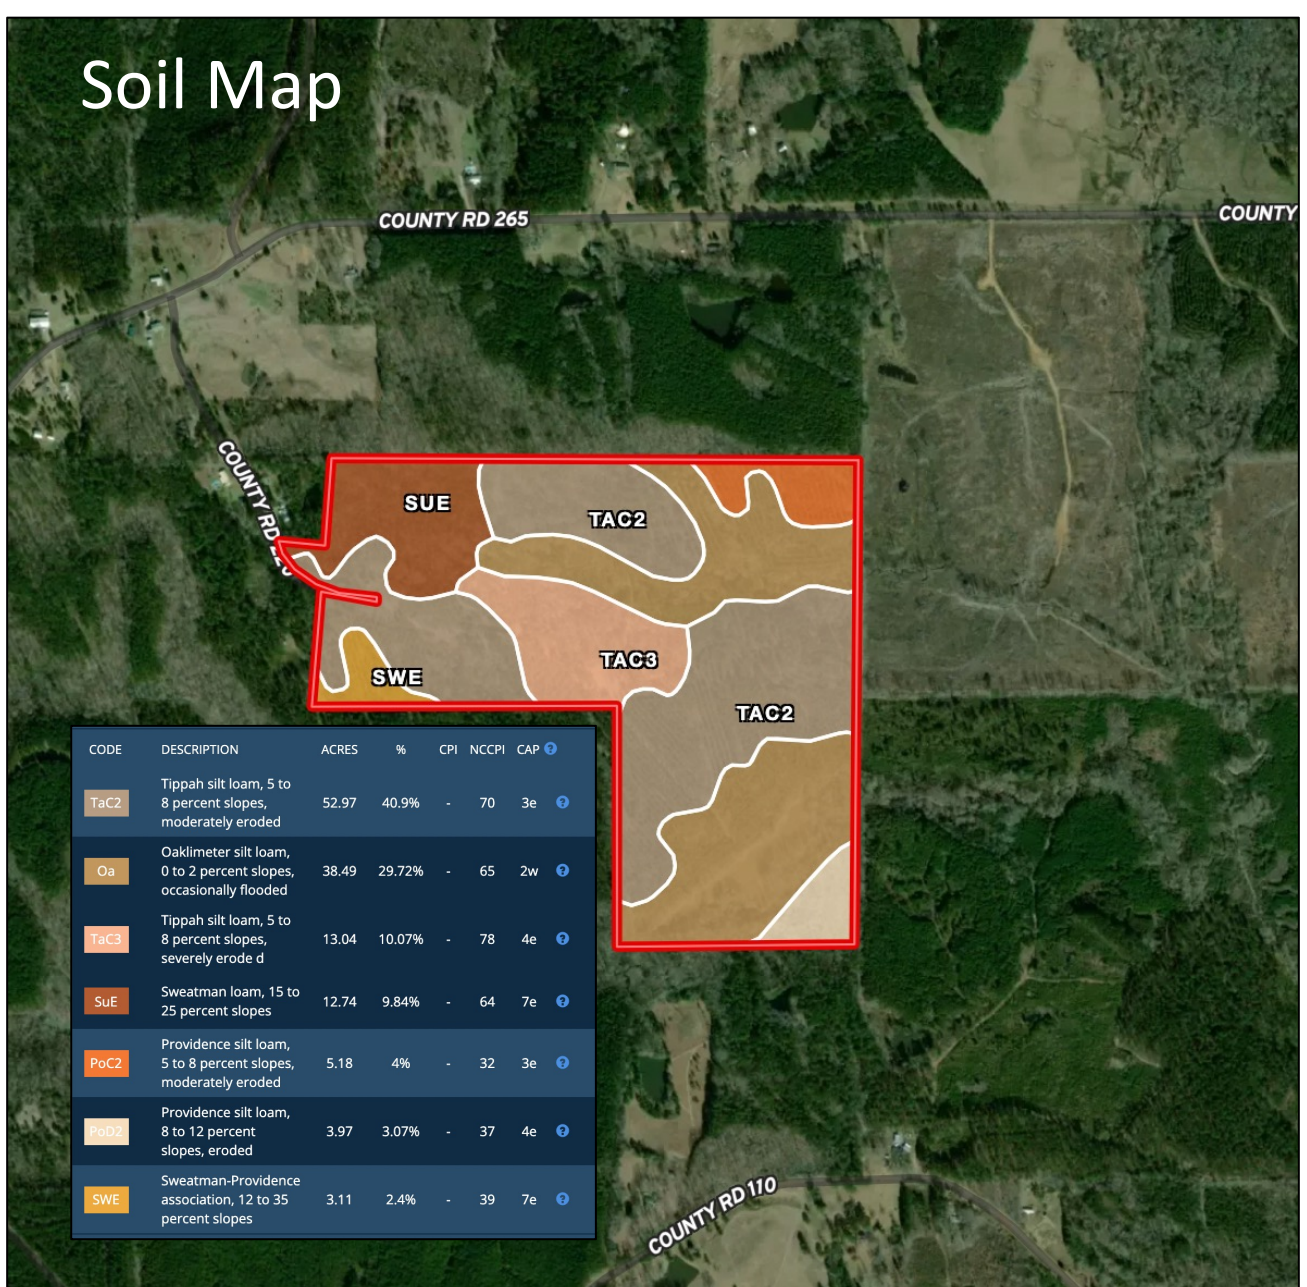 Soil Map
COUNTY RD 265
COUNTY
COUNTY RD 22
SUE
TAC2
TAC3
SWE
TAC2
CODE DESCRIPTION ACRES % CPI NCCPI CAP
TaC2 Tippah silt loam, 5 to
8 percent slopes, 52.97 40.9% - 70 3e
moderately eroded
Oaklimeter silt loam,
Oa 0 to 2 percent slopes, 38.49 29.72% - 65 2w
occasionally flooded
Tippah silt loam, 5 to
TaC3 8 percent slopes, 13.04 10.07% - 78 4e
severely erode d
SuE Sweatman loam, 15 to 12.74 9.84% - 64 7e
25 percent slopes
Providence silt loam,
PoC2 5 to 8 percent slopes, 5.18 4% - 32 3e
moderately eroded
Providence silt loam,
PoD2 8 to 12 percent 3.97 3.07% - 37 4e
slopes, eroded
Sweatman-Providence
SWE association, 12 to 35 3.11 2.4% - 39 7e
percent slopes
COUNTY RD 110